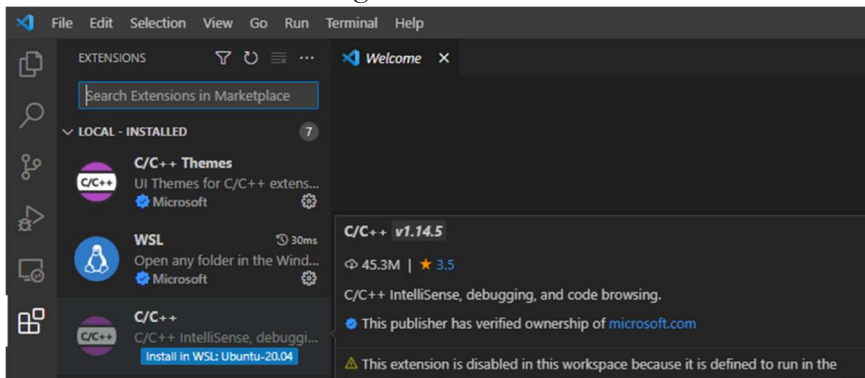 File Edit Selection View Go Run Terminal Help
EXTENSIONS
Welcome
Search Extensions in Marketplace
LOCAL - INSTALLED 7
C/C++
C/C++ Themes
UI Themes for C/C++ extens...
Microsoft
WSL 30ms
Open any folder in the Wind...
Microsoft
C/C++
C/C++
C/C++ IntelliSense, debuggi...
Install in WSL: Ubuntu-20.04
C/C++ v1.14.5
45.3M | 3.5
C/C++ IntelliSense, debugging, and code browsing.
This publisher has verified ownership of microsoft.com
This extension is disabled in this workspace because it is defined to run in the